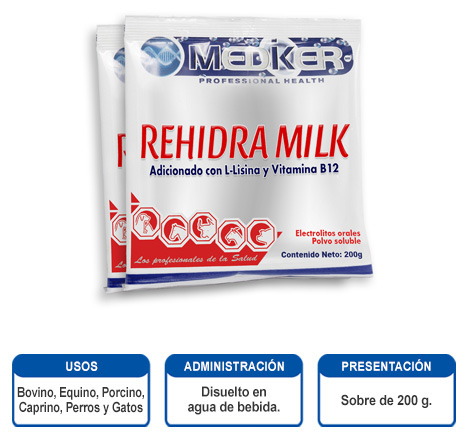 MEDKER
PROFESSIONAL HEALTH
REHIDRA MILK
Adicionado con L-Lisina y Vitamina B12
Electrolitos orales
Polvo soluble
Contenido Neto: 200g
Los profesionales de la Salud
USOS
Bovino, Equino, Porcino,
Caprino, Perros y Gatos
ADMINISTRACIÓN
Disuelto en
agua de bebida.
PRESENTACIÓN
Sobre de 200 g.